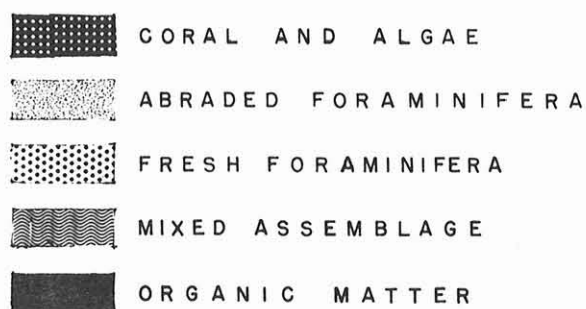 CORAL AND ALGAE
ABRADED FORAMINIFERA
FRESH FORAMINIFERA
MIXED ASSEMBLAGE
ORGANIC MATTER